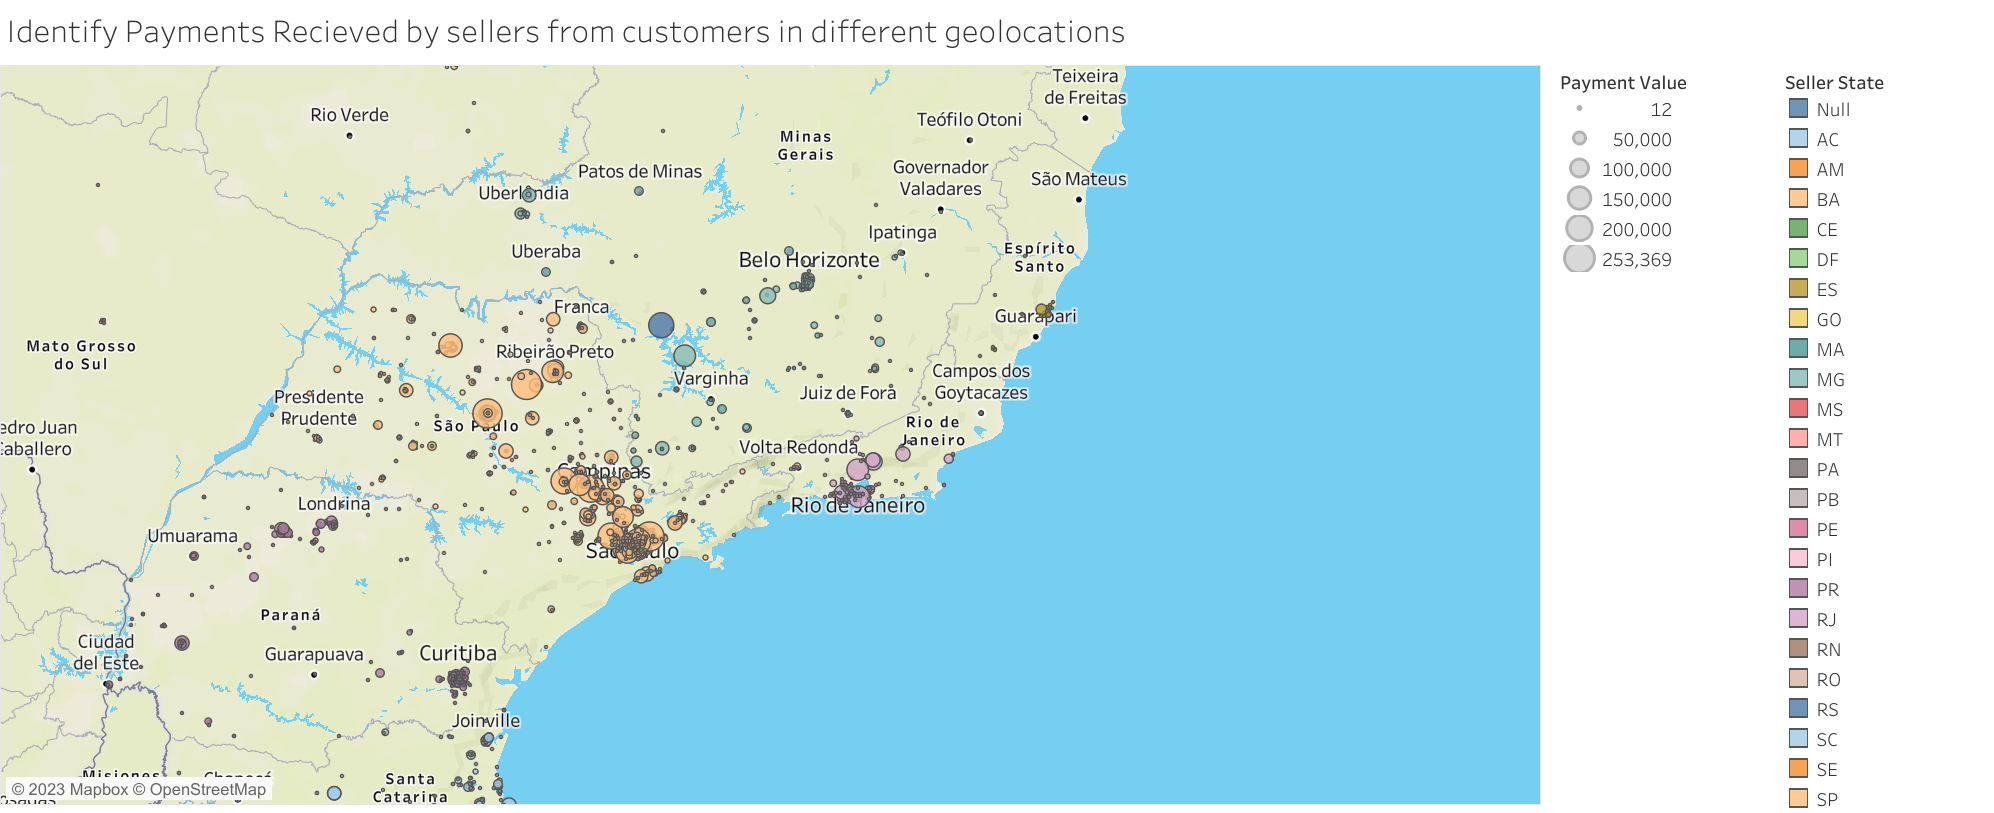 Identify Payments Recieved by sellers from customers in different geolocations
Teixeira
de Freitas
Rio Verde
Teófilo Otoni
Minas
Gerais
Governador
Valadares
Patos de Minas
São Mateus
Uberlândia
Ipatinga
Uberaba
Belo Horizonte
Espírito
Santo
Franca
Guarapari
Mato Grosso
do Sul
Ribeirão Preto
Varginha
Campos dos
Goytacazes
Presidente
Prudente
Juiz de Fora
edro Juan
Caballero
São Paulo
Rio de
Janeiro
Volta Redonda
Campinas
Londrina
Rio de Janeiro
Umuarama
São Paulo
Paraná
Ciudad
del Este
Guarapuava
Curitiba
Joinville
Misiones
Chapecó
Santa
Catarina
osadas
© 2023 Mapbox © OpenStreetMap
Payment Value
12
50,000
100,000
150,000
200,000
253,369
Seller State
Null
AC
AM
BA
CE
DF
ES
GO
MA
MG
MS
MT
PA
PB
PE
PI
PR
RJ
RN
RO
RS
SC
SE
SP